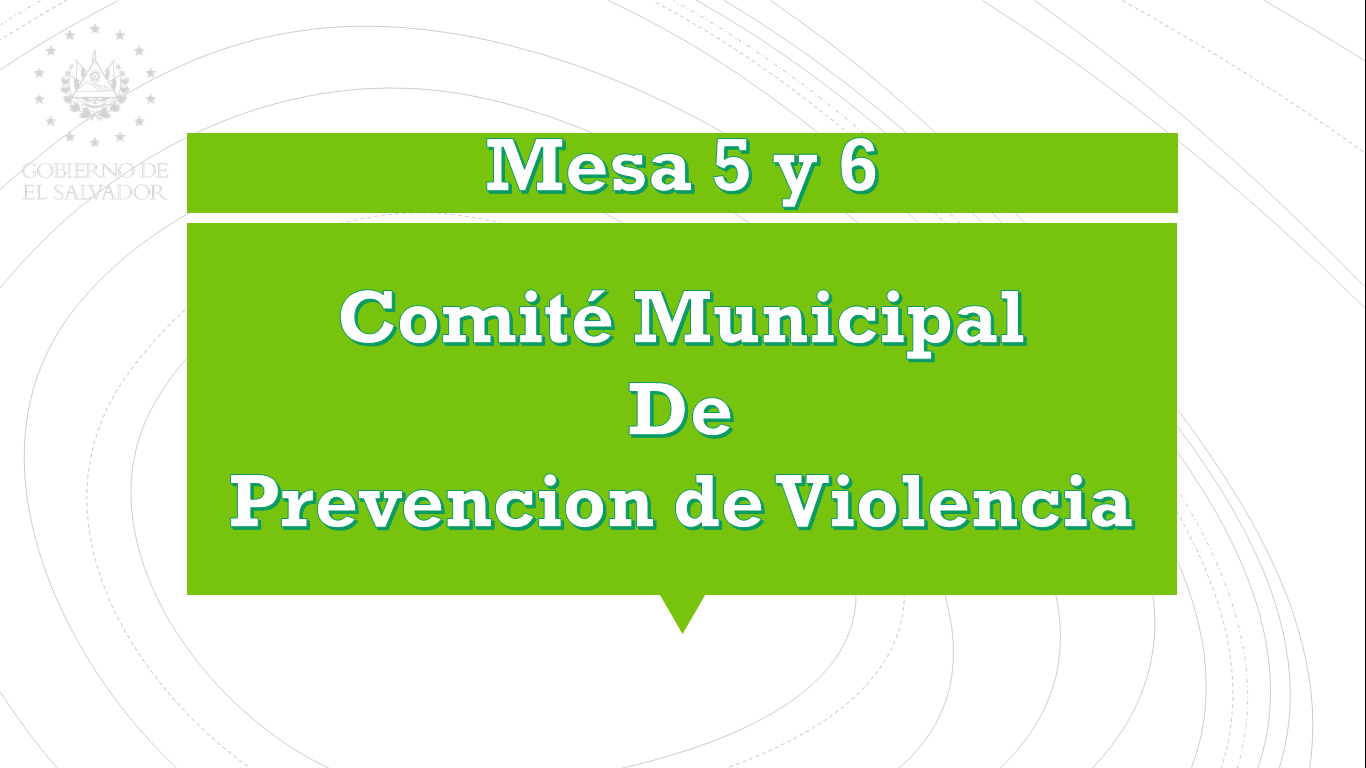 GOBIERNO DE
EL SALVADOR
Mesa 5 y 6
Comité Municipal
De
Prevencion de Violencia